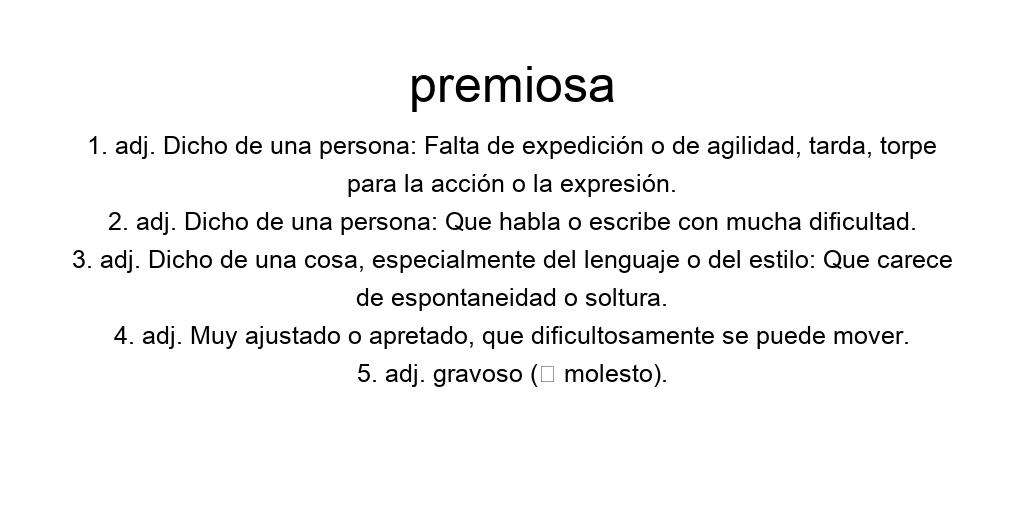 premiosa
1. adj. Dicho de una persona: Falta de expedición o de agilidad, tarda, torpe
para la acción o la expresión.
2. adj. Dicho de una persona: Que habla o escribe con mucha dificultad.
3. adj. Dicho de una cosa, especialmente del lenguaje o del estilo: Que carece
de espontaneidad o soltura.
4. adj. Muy ajustado o apretado, que dificultosamente se puede mover.
5. adj. gravoso (□ molesto).